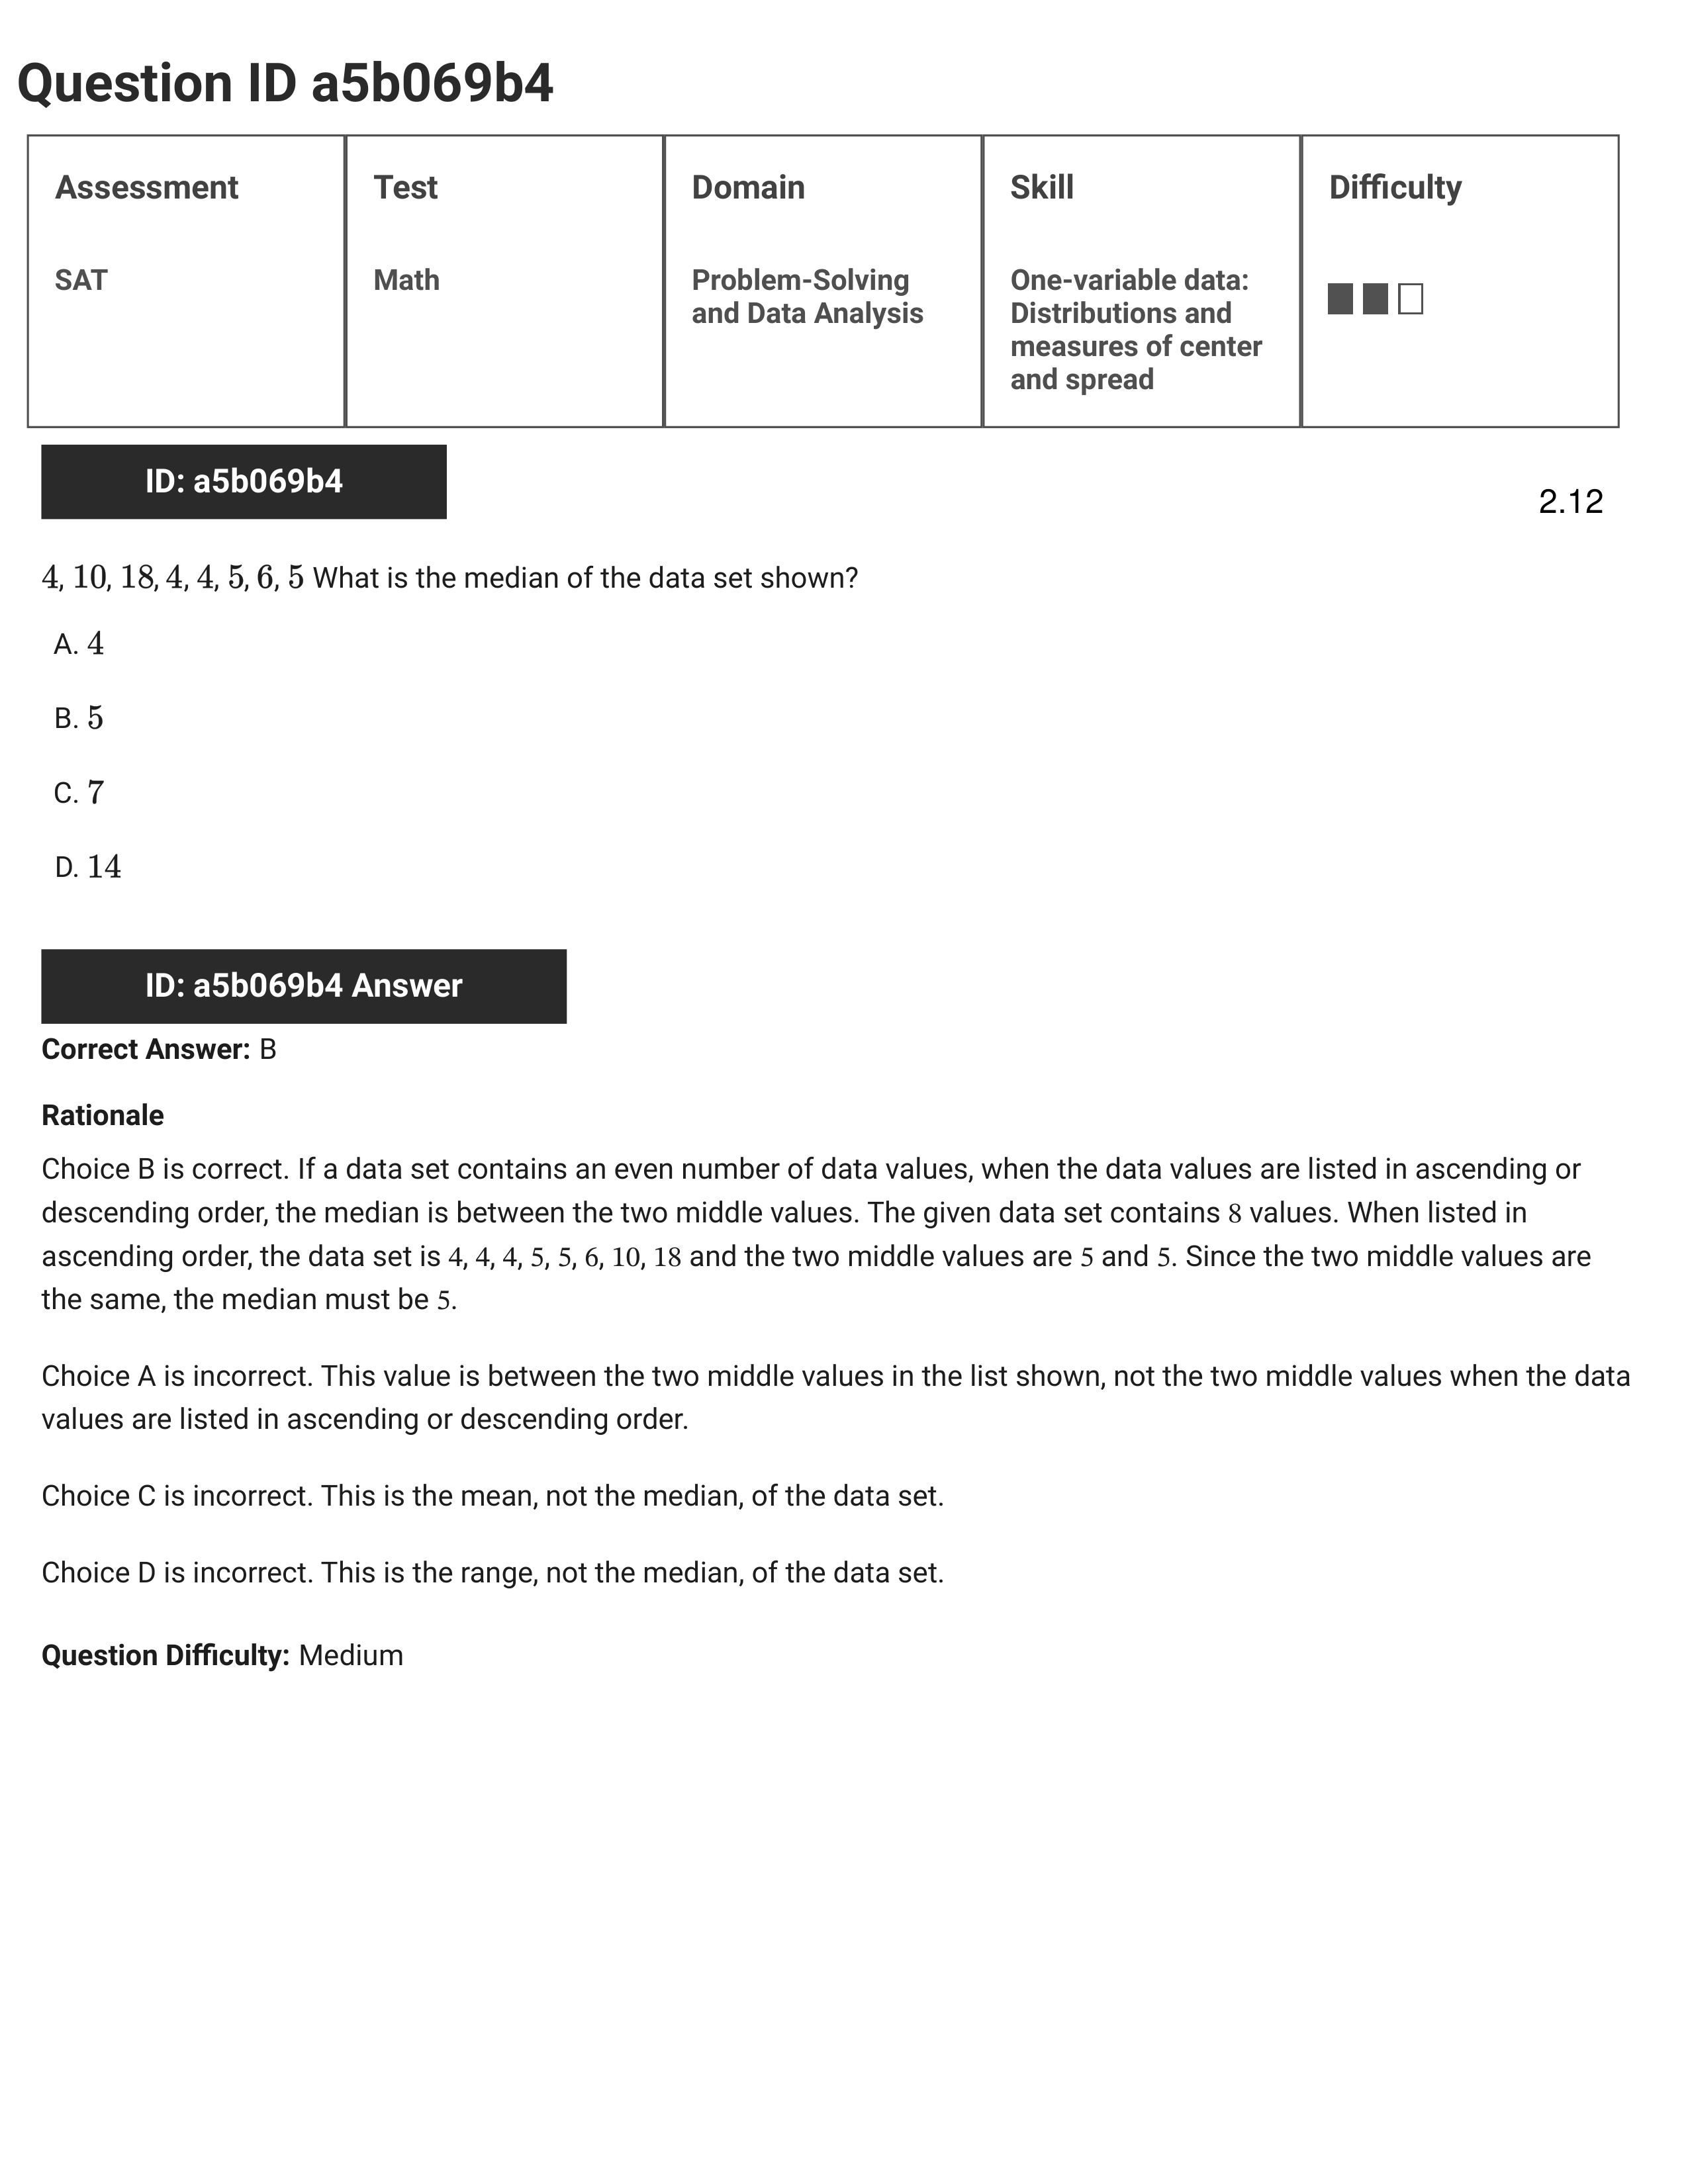 Question ID a5b069b4
Assessment
Test
Domain
Skill
Difficulty
SAT
Math
Problem-Solving
and Data Analysis
One-variable data:
Distributions and
measures of center
and spread
ID: a5b069b4
2.12
4, 10, 18, 4, 4, 5, 6, 5 What is the median of the data set shown?
A. 4
B. 5
C. 7
D. 14
ID: a5b069b4 Answer
Correct Answer: B
Rationale
Choice B is correct. If a data set contains an even number of data values, when the data values are listed in ascending or
descending order, the median is between the two middle values. The given data set contains 8 values. When listed in
ascending order, the data set is 4, 4, 4, 5, 5, 6, 10, 18 and the two middle values are 5 and 5. Since the two middle values are
the same, the median must be 5.
Choice A is incorrect. This value is between the two middle values in the list shown, not the two middle values when the data
values are listed in ascending or descending order.
Choice C is incorrect. This is the mean, not the median, of the data set.
Choice D is incorrect. This is the range, not the median, of the data set.
Question Difficulty: Medium